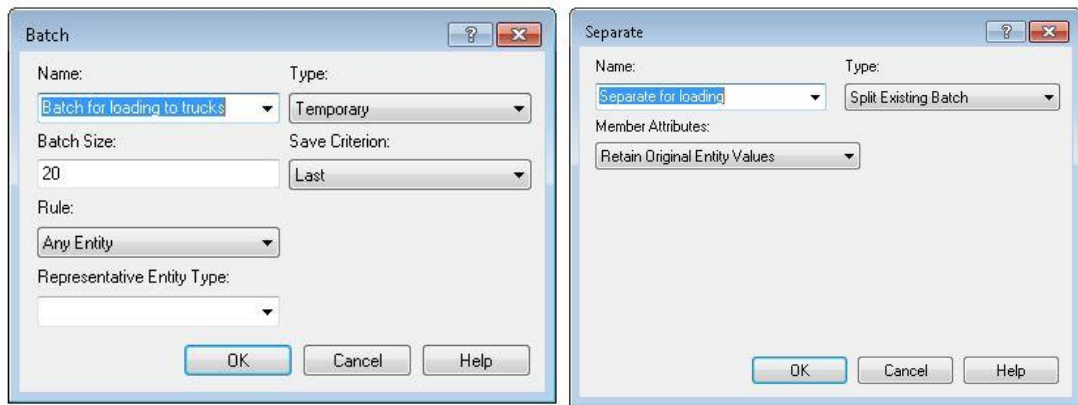 Batch
Name: Type:
Batch for loading to trucks Temporary
Batch Size: Save Criterion:
20 Last
Rule:
Any Entity
Representative Entity Type:
OK Cancel Help
Separate
Name: Type:
Separate for loading Split Existing Batch
Member Attributes:
Retain Original Entity Values
OK Cancel Help